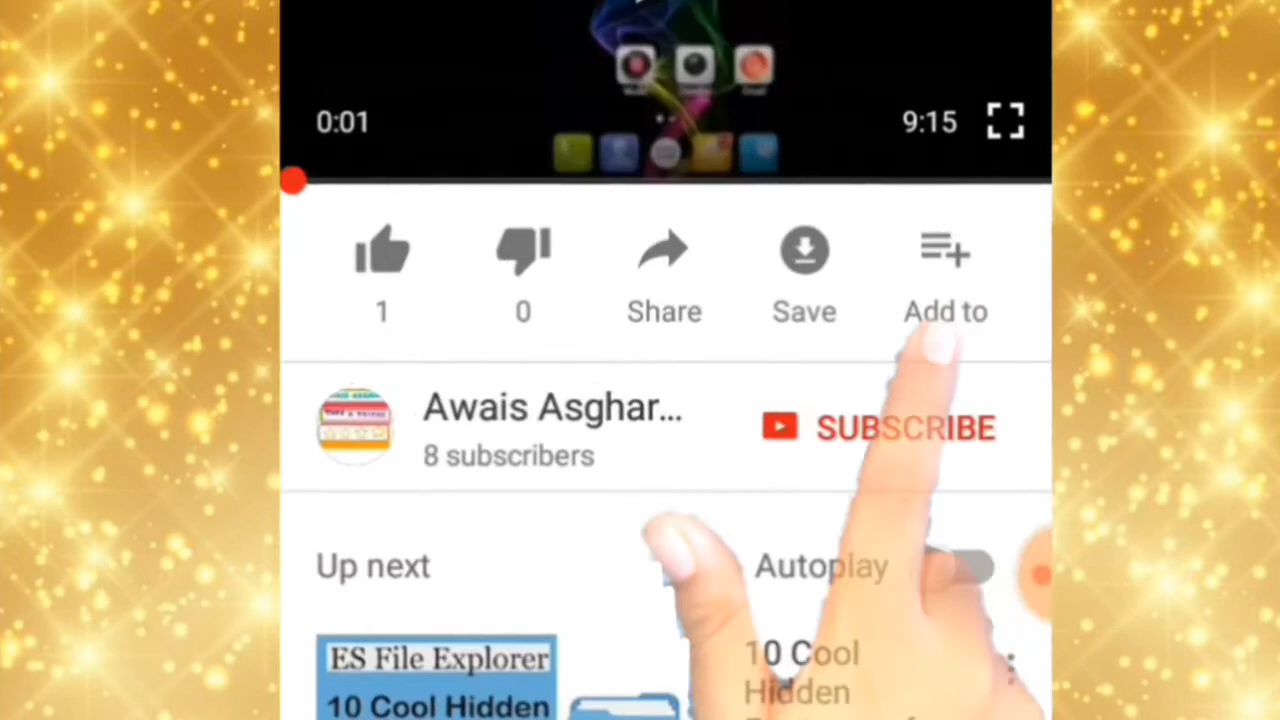 0:01
9:15
1
0
Share
Save
Add to
Awais Asghar...
SUBSCRIBE
8 subscribers
Up next
Autoplay
ES File Explorer
10 Cool Hidden
10 Cool
Hidden